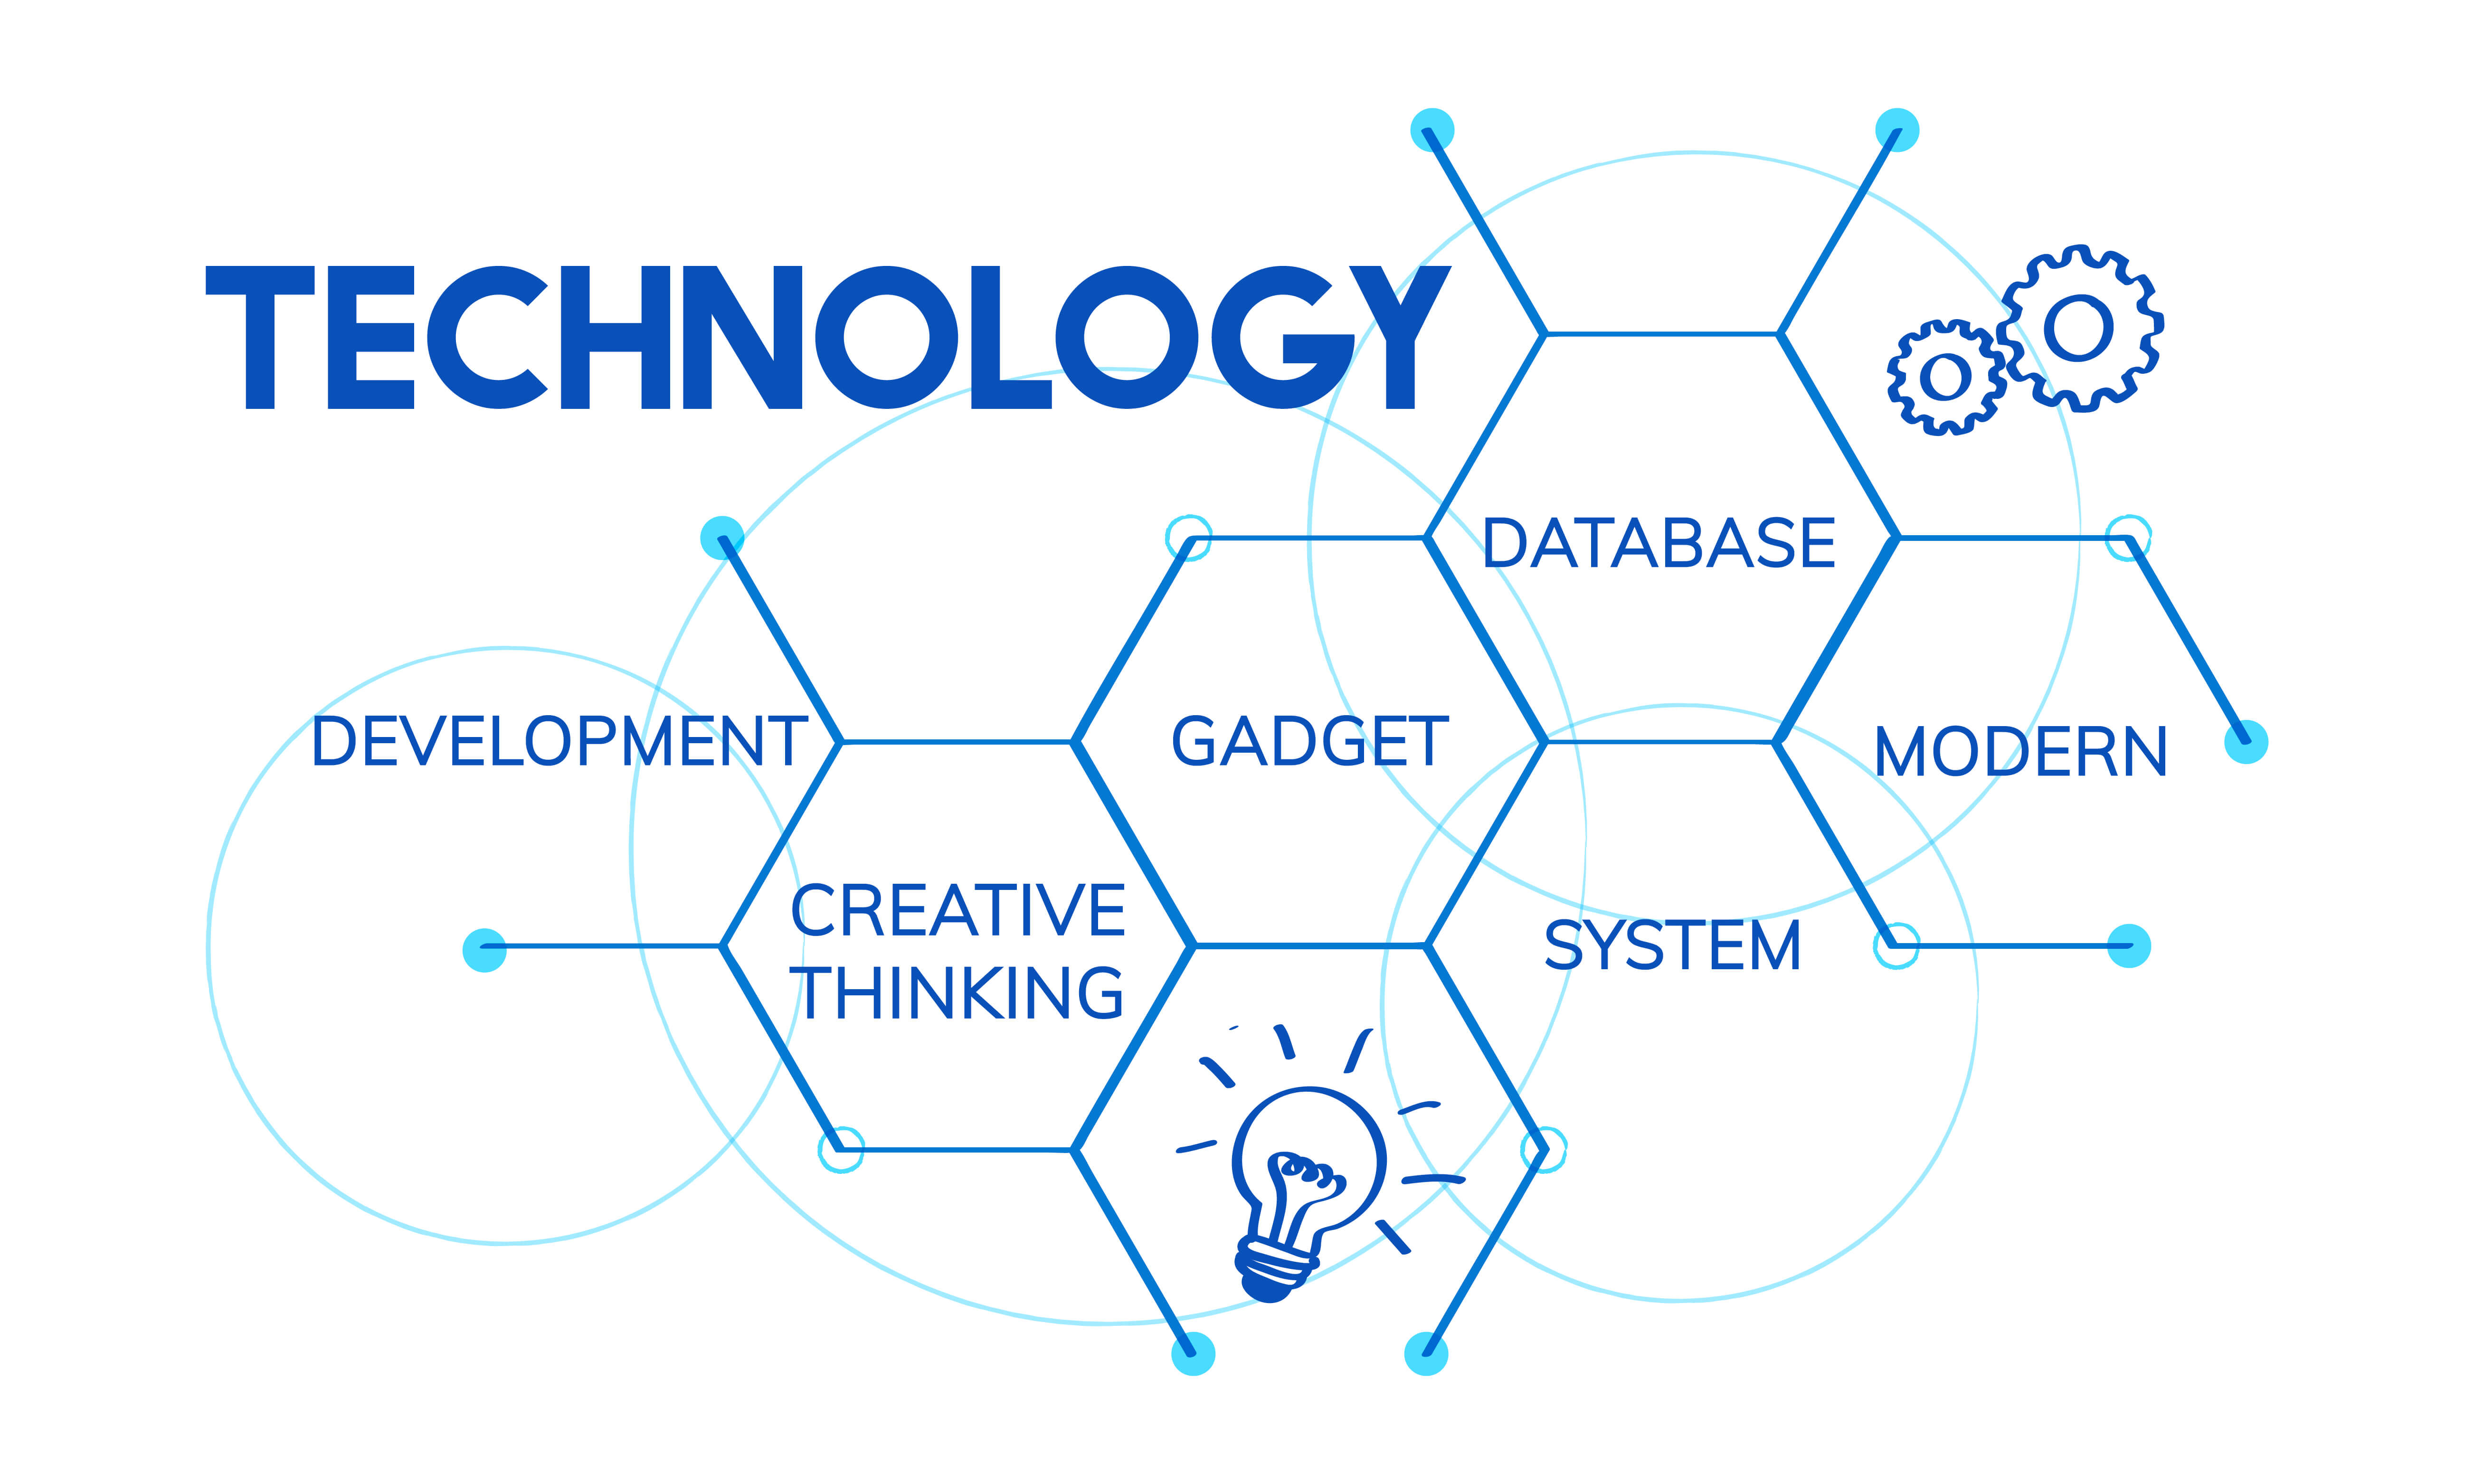 TECHNOLOGY
DATABASE
DEVELOPMENT
GADGET
MODERN
CREATIVE
THINKING
SYSTEM